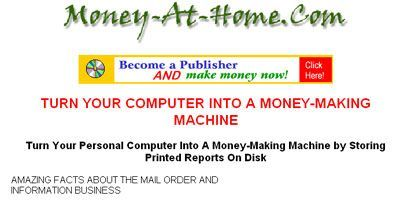 Money-At-Home.Com
Become a Publisher
AND make money now!
Click
Here!
TURN YOUR COMPUTER INTO A MONEY-MAKING
MACHINE
Turn Your Personal Computer Into A Money-Making Machine by Storing
Printed Reports On Disk
AMAZING FACTS ABOUT THE MAIL ORDER AND
INFORMATION BUSINESS